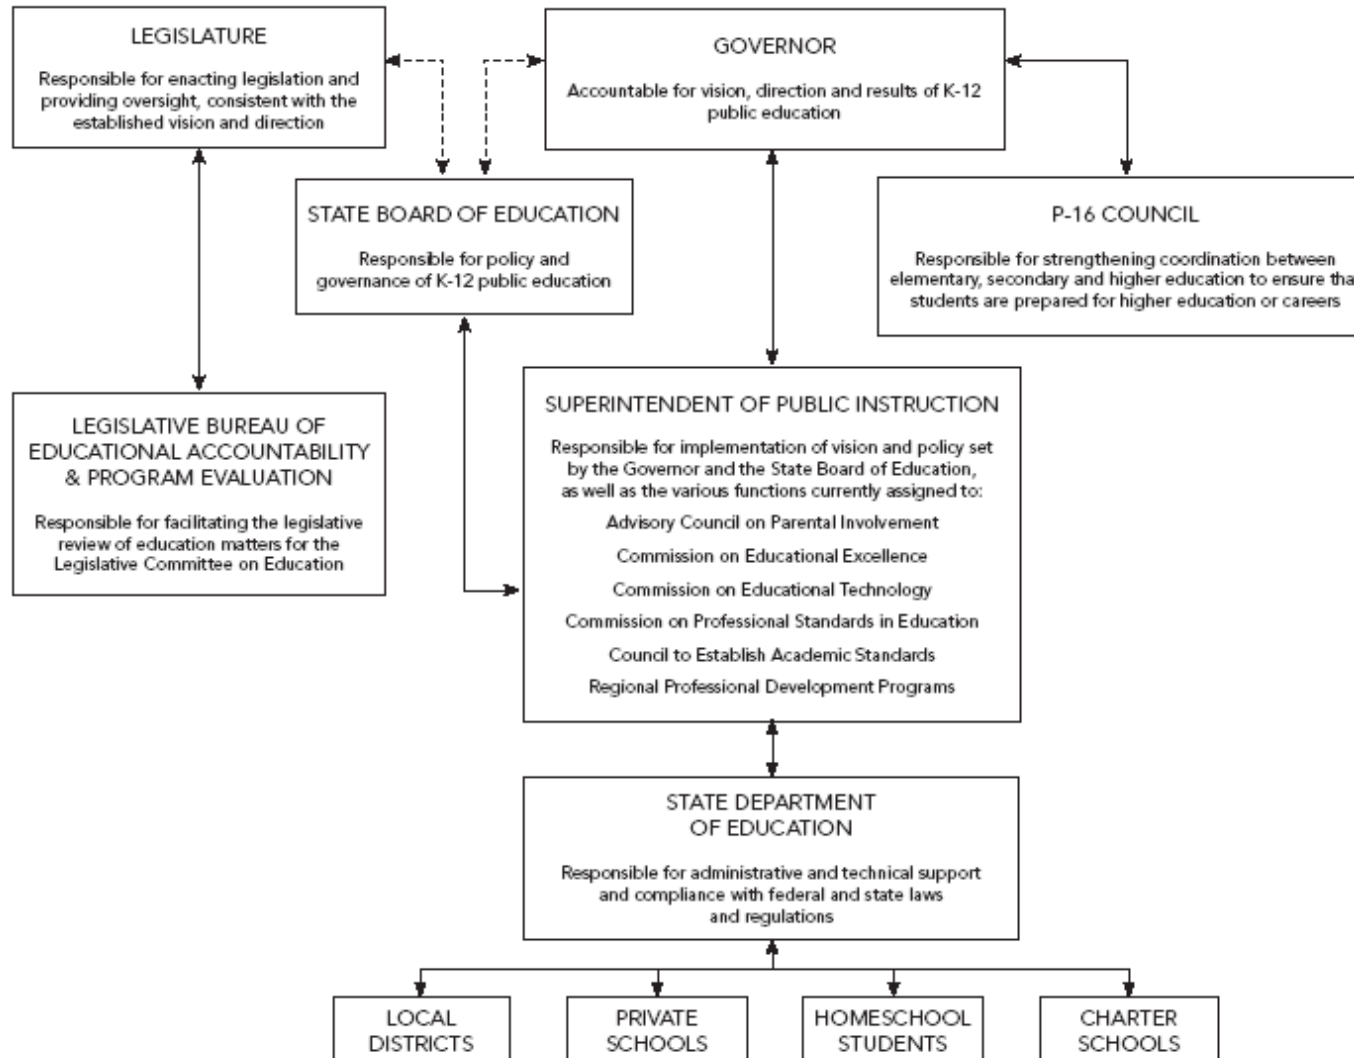 LEGISLATURE
Responsible for enacting legislation and
providing oversight, consistent with the
established vision and direction
GOVERNOR
Accountable for vision, direction and results of K-12
public education
STATE BOARD OF EDUCATION
Responsible for policy and
governance of K-12 public education
P-16 COUNCIL
Responsible for strengthening coordination between
elementary, secondary and higher education to ensure tha
students are prepared for higher education or careers
LEGISLATIVE BUREAU OF
EDUCATIONAL ACCOUNTABILITY
& PROGRAM EVALUATION
Responsible for facilitating the legislative
review of education matters for the
Legislative Committee on Education
SUPERINTENDENT OF PUBLIC INSTRUCTION
Responsible for implementation of vision and policy set
by the Governor and the State Board of Education,
as well as the various functions currently assigned to:
Advisory Council on Parental Involvement
Commission on Educational Excellence
Commission on Educational Technology
Commission on Professional Standards in Education
Council to Establish Academic Standards
Regional Professional Development Programs
STATE DEPARTMENT
OF EDUCATION
Responsible for administrative and technical support
and compliance with federal and state laws
and regulations
LOCAL
DISTRICTS
PRIVATE
SCHOOLS
HOMESCHOOL
STUDENTS
CHARTER
SCHOOLS